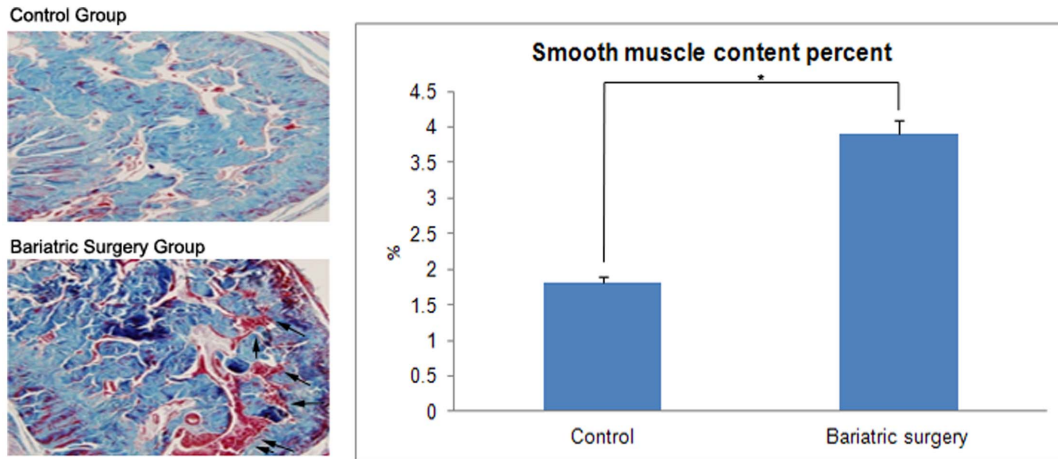 Control Group
Bariatric Surgery Group
Smooth muscle content percent
*
4.5
4
3.5
3
2.5
2
1.5
1
0.5
0
%
Control
Bariatric surgery